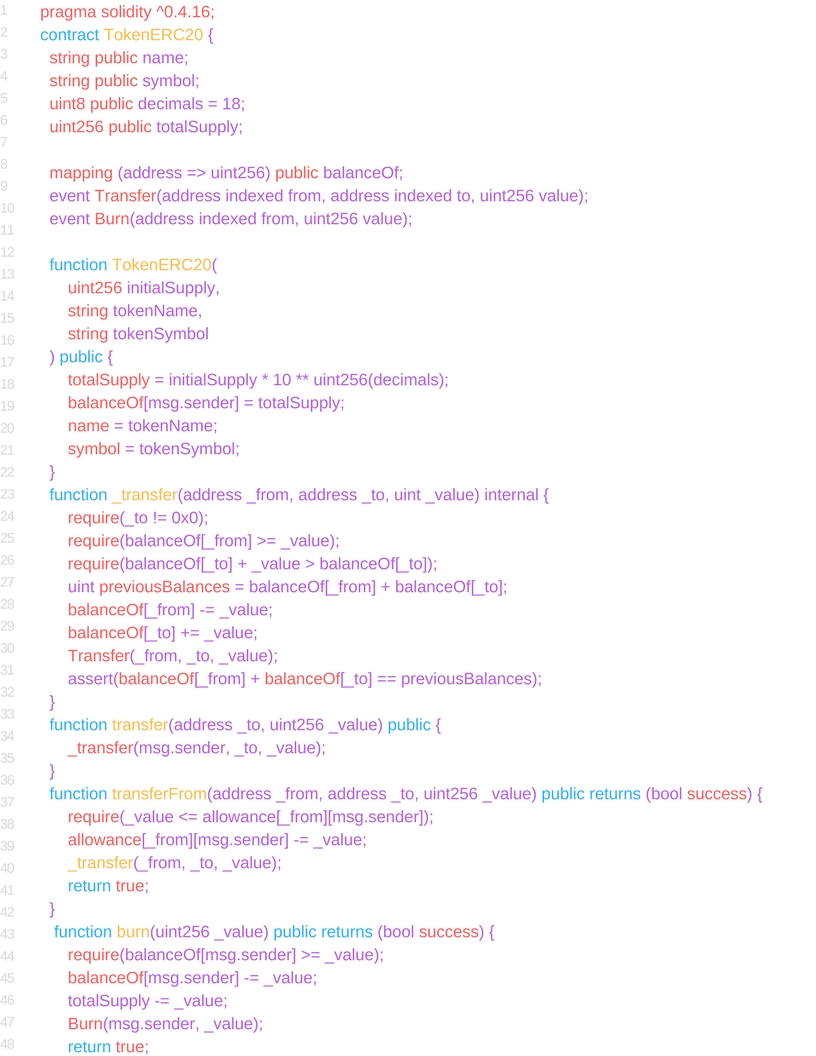 1 pragma solidity ^0.4.16;
2 contract TokenERC20 {
3 string public name;
4 string public symbol;
5 uint8 public decimals = 18;
6 uint256 public totalSupply;
7
8 mapping (address => uint256) public balanceOf;
9 event Transfer(address indexed from, address indexed to, uint256 value);
10 event Burn(address indexed from, uint256 value);
11
12 function TokenERC20(
13 uint256 initialSupply,
14 string tokenName,
15 string tokenSymbol
16 ) public {
17 totalSupply = initialSupply * 10 ** uint256(decimals);
18 balanceOf[msg.sender] = totalSupply;
19 name = tokenName;
20 symbol = tokenSymbol;
21 }
22 function _transfer(address _from, address _to, uint _value) internal {
23 require(_to != 0x0);
24 require(balanceOf[_from] >= _value);
25 require(balanceOf[_to] + _value > balanceOf[_to]);
26 uint previousBalances = balanceOf[_from] + balanceOf[_to];
27 balanceOf[_from] -= _value;
28 balanceOf[_to] += _value;
29 Transfer(_from, _to, _value);
30 assert(balanceOf[_from] + balanceOf[_to] == previousBalances);
31 }
32 function transfer(address _to, uint256 _value) public {
33 _transfer(msg.sender, _to, _value);
34 }
35 function transferFrom(address _from, address _to, uint256 _value) public returns (bool success) {
36 require(_value <= allowance[_from][msg.sender]);
37 allowance[_from][msg.sender] -= _value;
38 _transfer(_from, _to, _value);
39 return true;
40 }
41 function burn(uint256 _value) public returns (bool success) {
42 require(balanceOf[msg.sender] >= _value);
43 balanceOf[msg.sender] -= _value;
44 totalSupply -= _value;
45 Burn(msg.sender, _value);
46 return true;
47
48